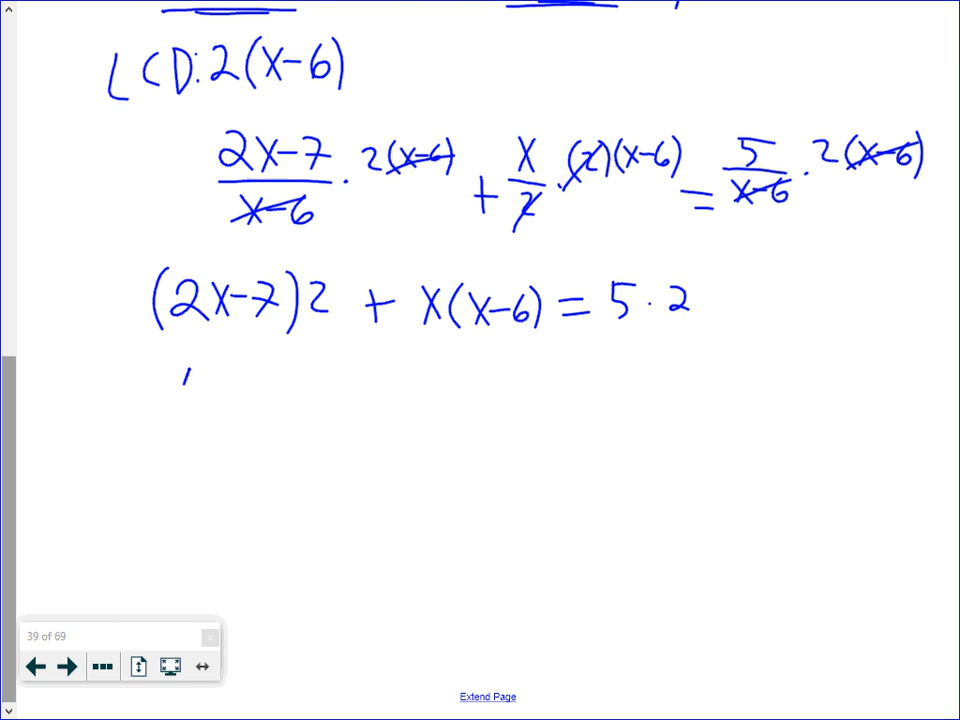 LCD: 2(x-6)
2x-7/x-6 · 2(x-6) + x/2 · (2)(x-6) = 5/x-6 · 2(x-6)
(2x-7)2 + x(x-6) = 5·2
39 of 69
Extend Page